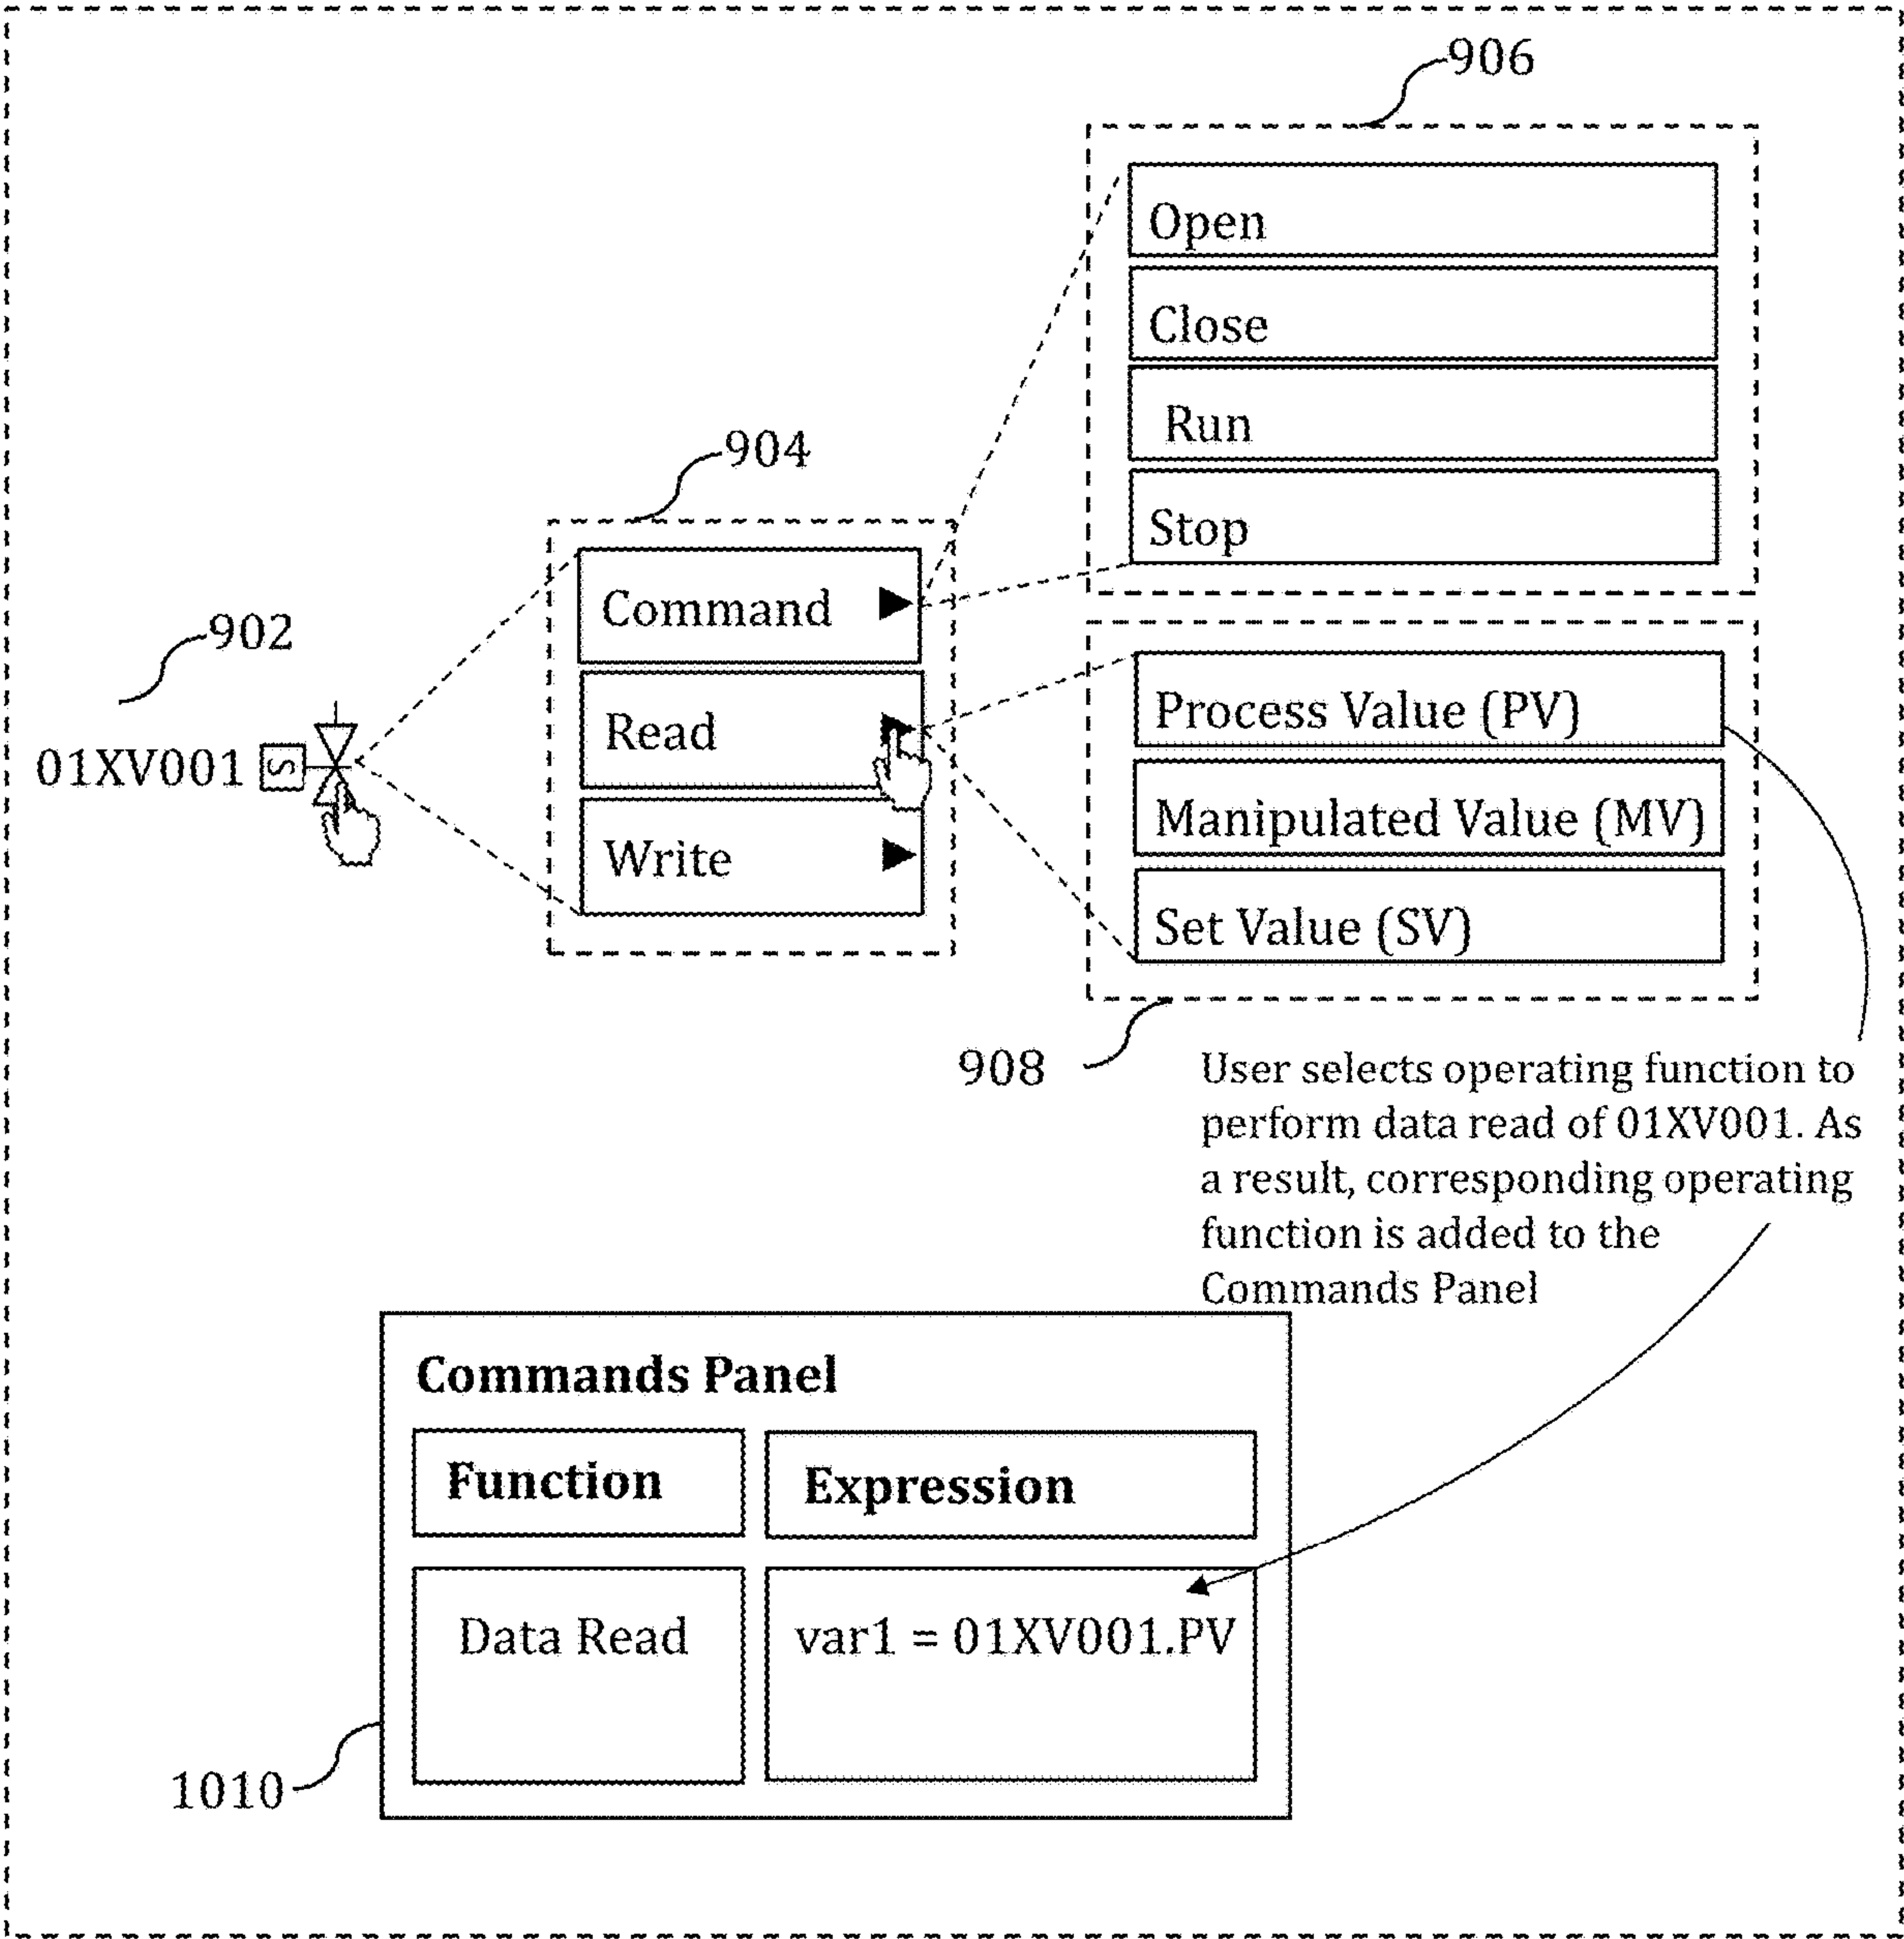 906
Open
Close
Run
Stop
904
Command
Read
Write
902
01XV001 S
Process Value (PV)
Manipulated Value (MV)
Set Value (SV)
908
User selects operating function to
perform data read of 01XV001. As
a result, corresponding operating
function is added to the
Commands Panel
Commands Panel
Function Expression
Data Read var1 = 01XV001.PV
1010